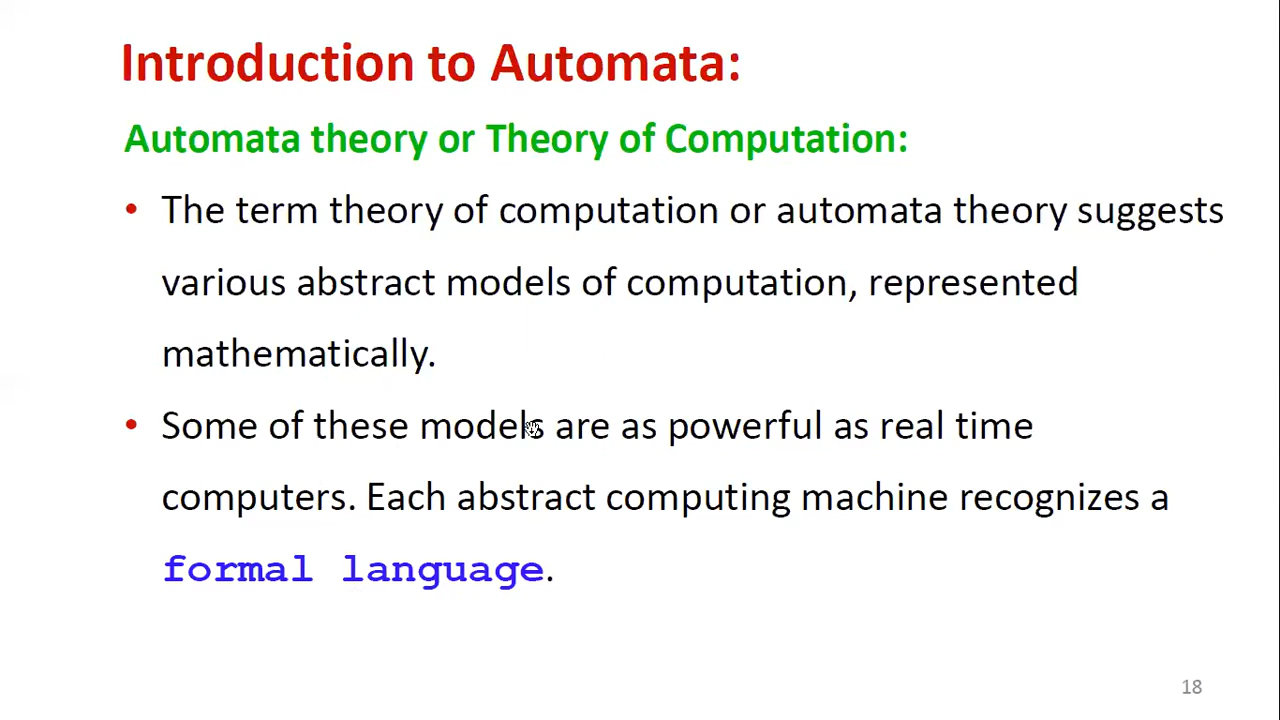 Introduction to Automata:
Automata theory or Theory of Computation:
• The term theory of computation or automata theory suggests
various abstract models of computation, represented
mathematically.
• Some of these models are as powerful as real time
computers. Each abstract computing machine recognizes a
formal language.
18